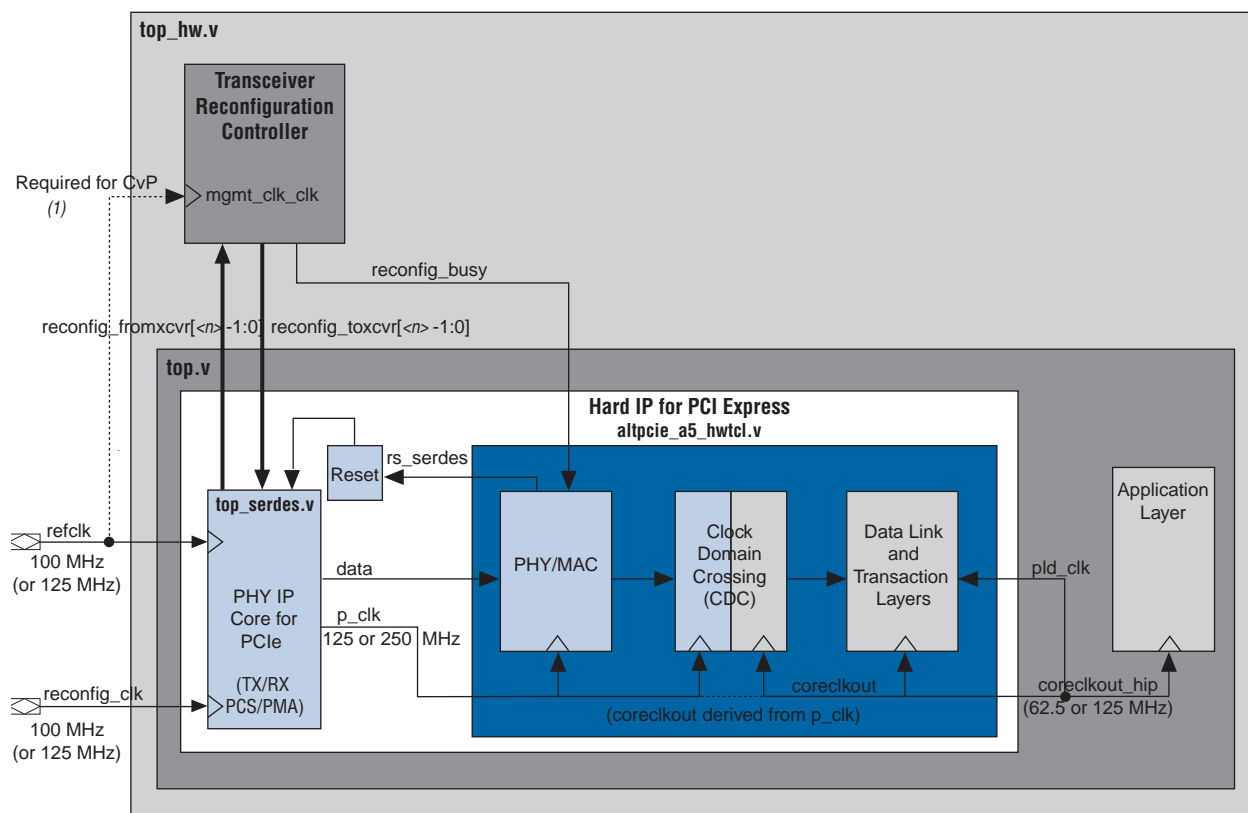 top_hw.v
Transceiver
Reconfiguration
Controller
Required for CvP
(1)
mgmt_clk_clk
reconfig_busy
reconfig_fromxcvr[<n> -1:0]
reconfig_toxcvr[<n> -1:0]
top.v
Hard IP for PCI Express
altpcie_a5_hwtcl.v
Reset
rs_serdes
top_serdes.v
refclk
100 MHz
(or 125 MHz)
PHY IP
Core for
PCIe
(TX/RX
PCS/PMA)
data
p_clk
125 or 250 MHz
PHY/MAC
Clock
Domain
Crossing
(CDC)
Data Link
and
Transaction
Layers
Application
Layer
pld_clk
reconfig_clk
100 MHz
(or 125 MHz)
coreclkout
(coreclkout derived from p_clk)
coreclkout_hip
(62.5 or 125 MHz)